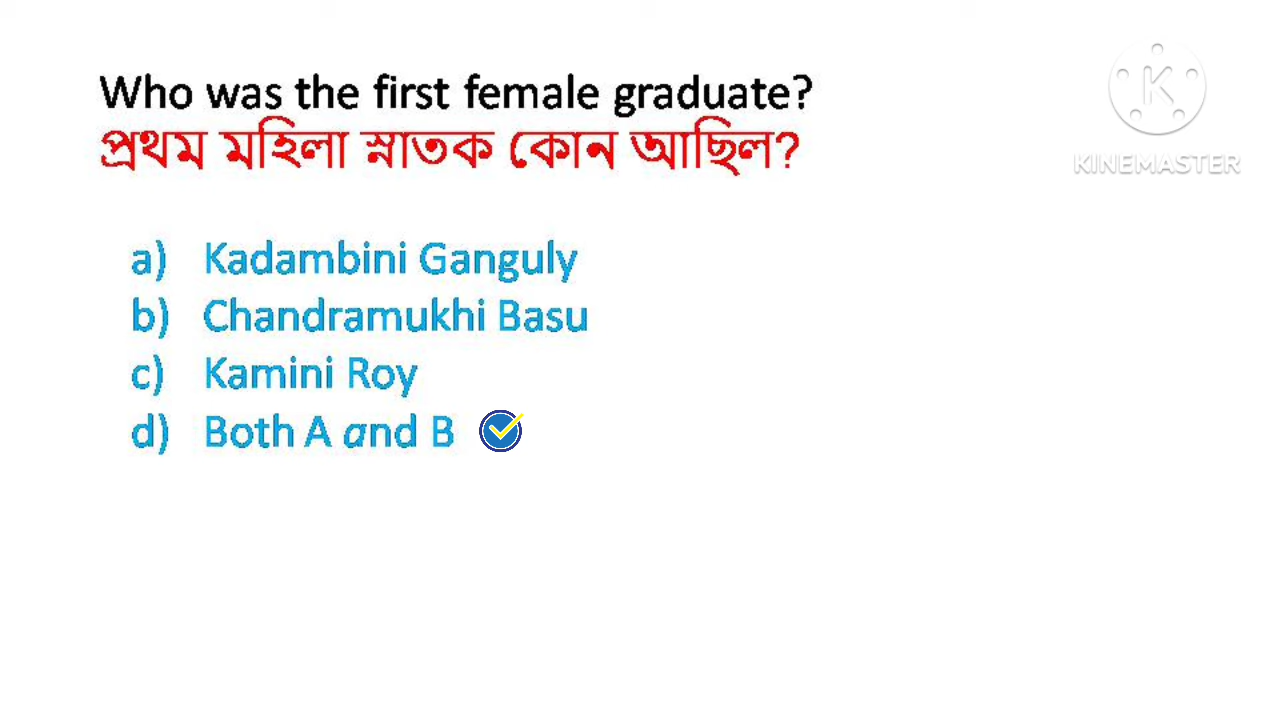 Who was the first female graduate?
প্ৰথম মহিলা স্নাতক কোন আছিল?
a) Kadambini Ganguly
b) Chandramukhi Basu
c) Kamini Roy
d) Both A and B
K
KINEMASTER